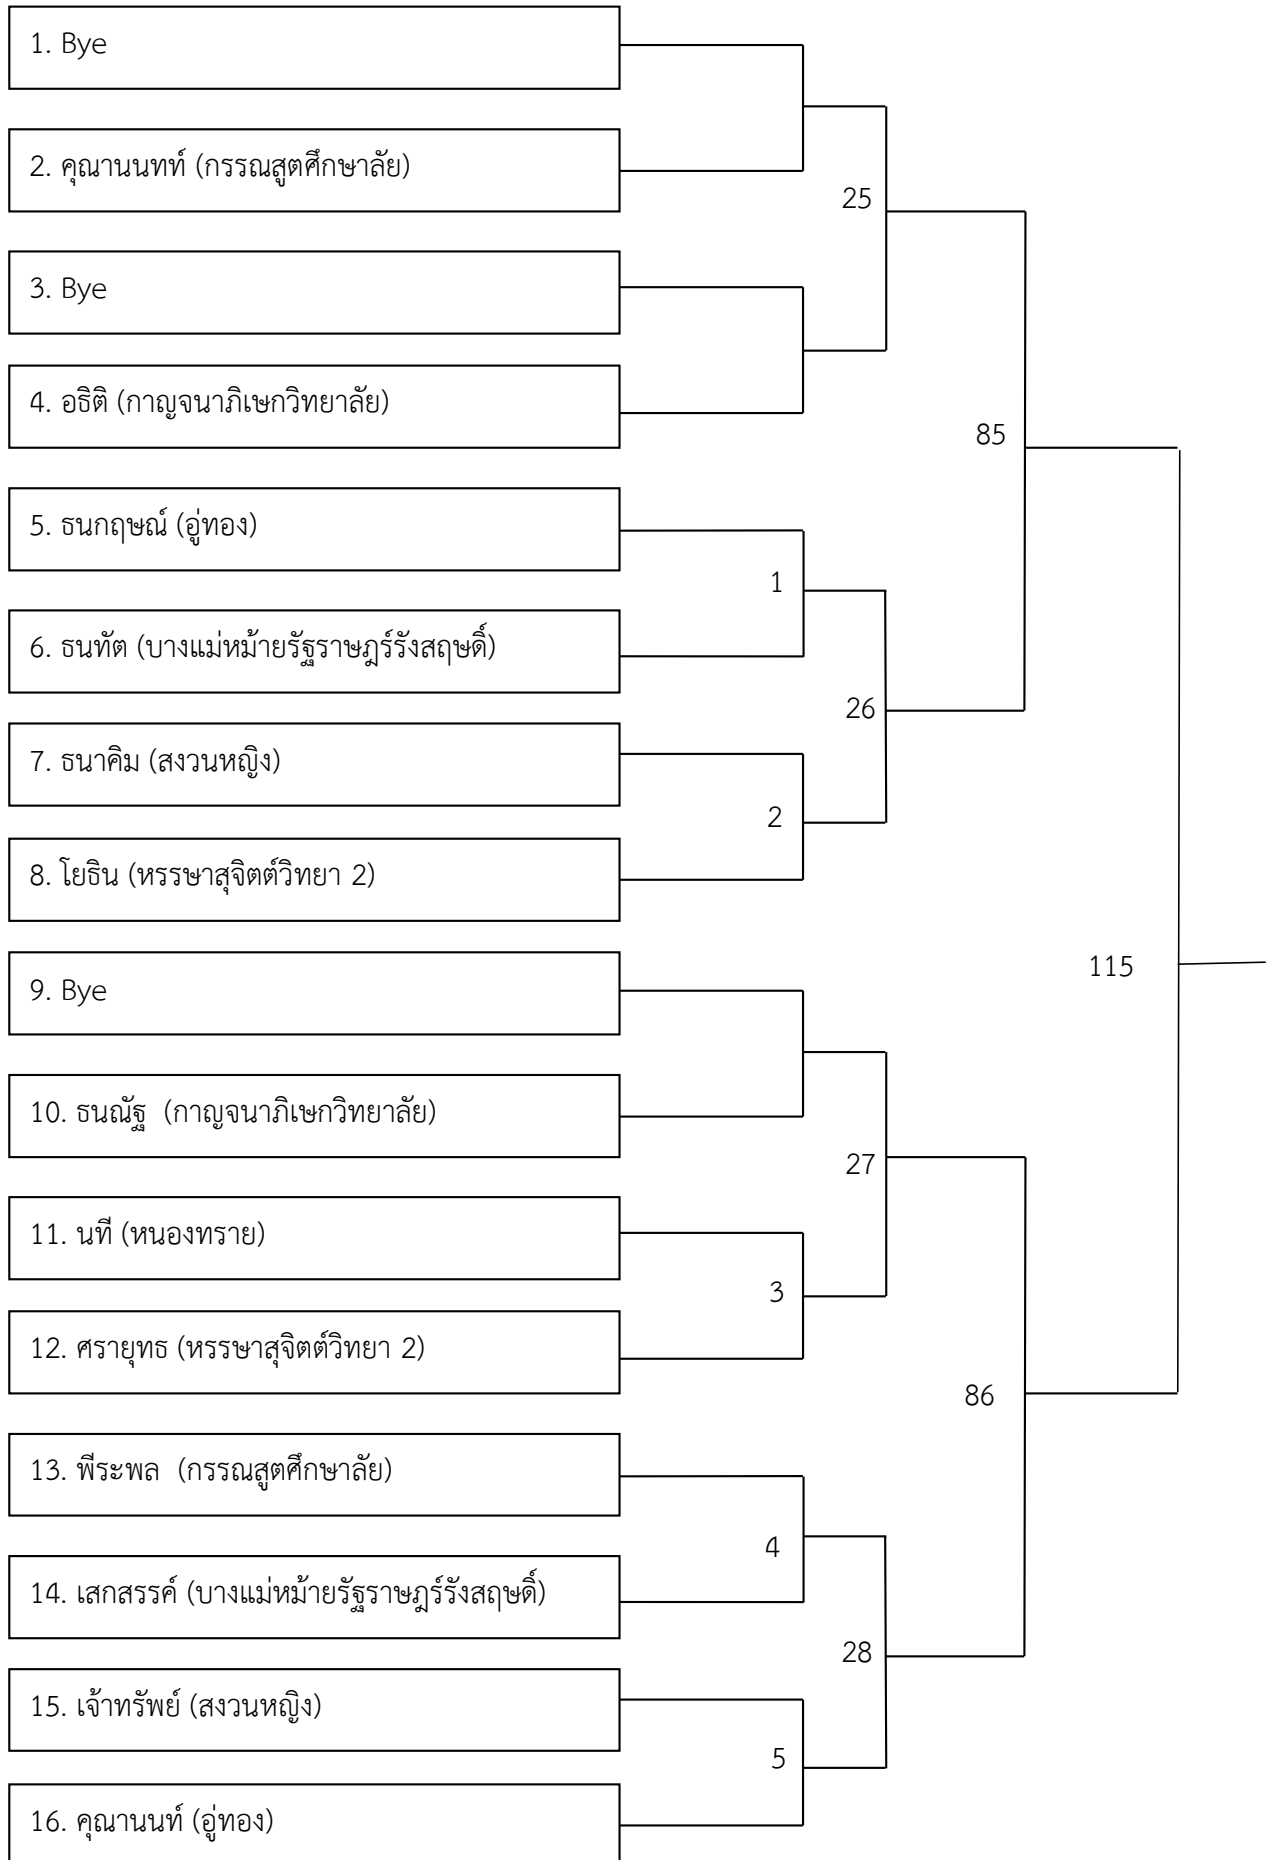 1. Bye
2. คุณานนทท์ (กรรณสูตศึกษาลัย)
25
3. Bye
4. อธิติ (กาญจนาภิเษกวิทยาลัย)
85
5. ธนกฤษณ์ (อู่ทอง)
1
6. ธนทัต (บางแม่หม้ายรัฐราษฎร์รังสฤษดิ์)
26
7. ธนาคิม (สงวนหญิง)
2
8. โยธิน (หรรษาสุจิตต์วิทยา 2)
115
9. Bye
10. ธนณัฐ  (กาญจนาภิเษกวิทยาลัย)
27
11. นที (หนองทราย)
3
12. ศรายุทธ (หรรษาสุจิตต์วิทยา 2)
86
13. พีระพล  (กรรณสูตศึกษาลัย)
4
14. เสกสรรค์ (บางแม่หม้ายรัฐราษฎร์รังสฤษดิ์)
28
15. เจ้าทรัพย์ (สงวนหญิง)
5
16. คุณานนท์ (อู่ทอง)